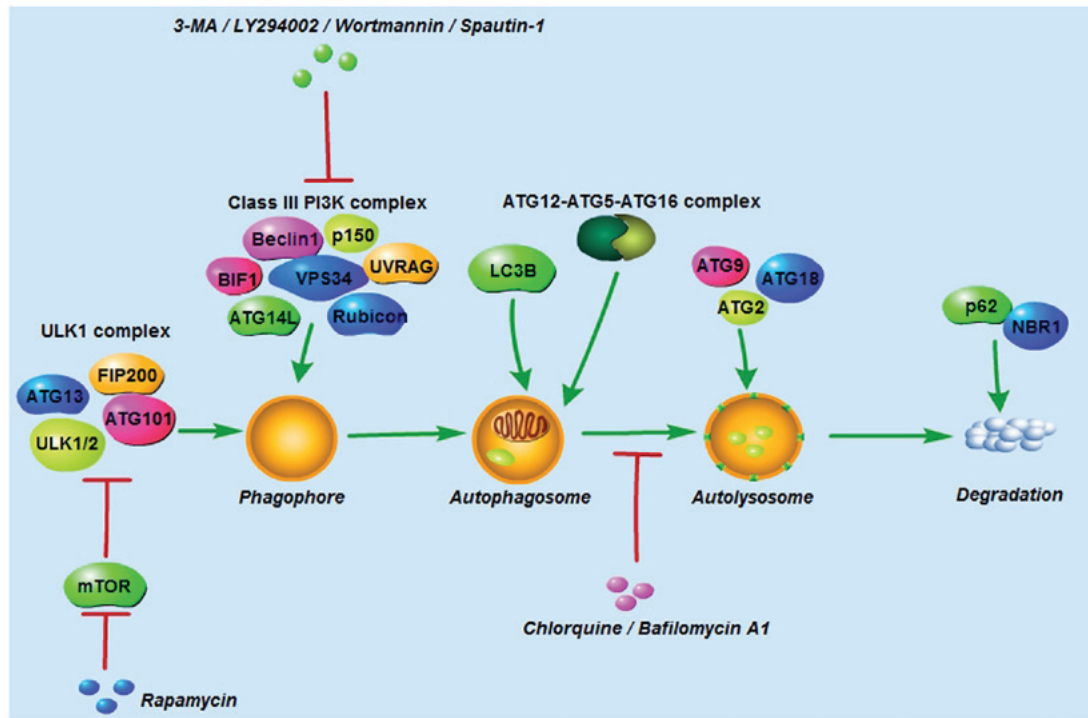 3-MA / LY294002 / Wortmannin / Spautin-1
Class III PI3K complex
Beclin1
p150
BIF1
VPS34
UVRAG
ATG14L
Rubicon
ATG12-ATG5-ATG16 complex
LC3B
ATG9
ATG18
ATG2
p62
NBR1
ULK1 complex
FIP200
ATG13
ATG101
ULK1/2
Phagophore
Autophagosome
Autolysosome
Degradation
mTOR
Chlorquine / Bafilomycin A1
Rapamycin